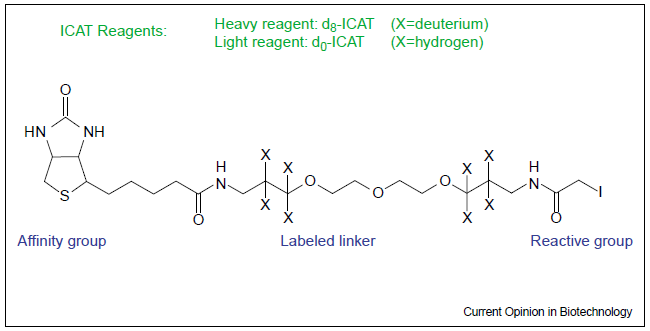 ICAT Reagents:
Heavy reagent: d8-ICAT (X=deuterium)
Light reagent: d0-ICAT (X=hydrogen)
O
HN NH
S
O
H
N
X X
X X
O
O
O
X X
X X
H
N
O
I
Affinity group Labeled linker Reactive group
Current Opinion in Biotechnology